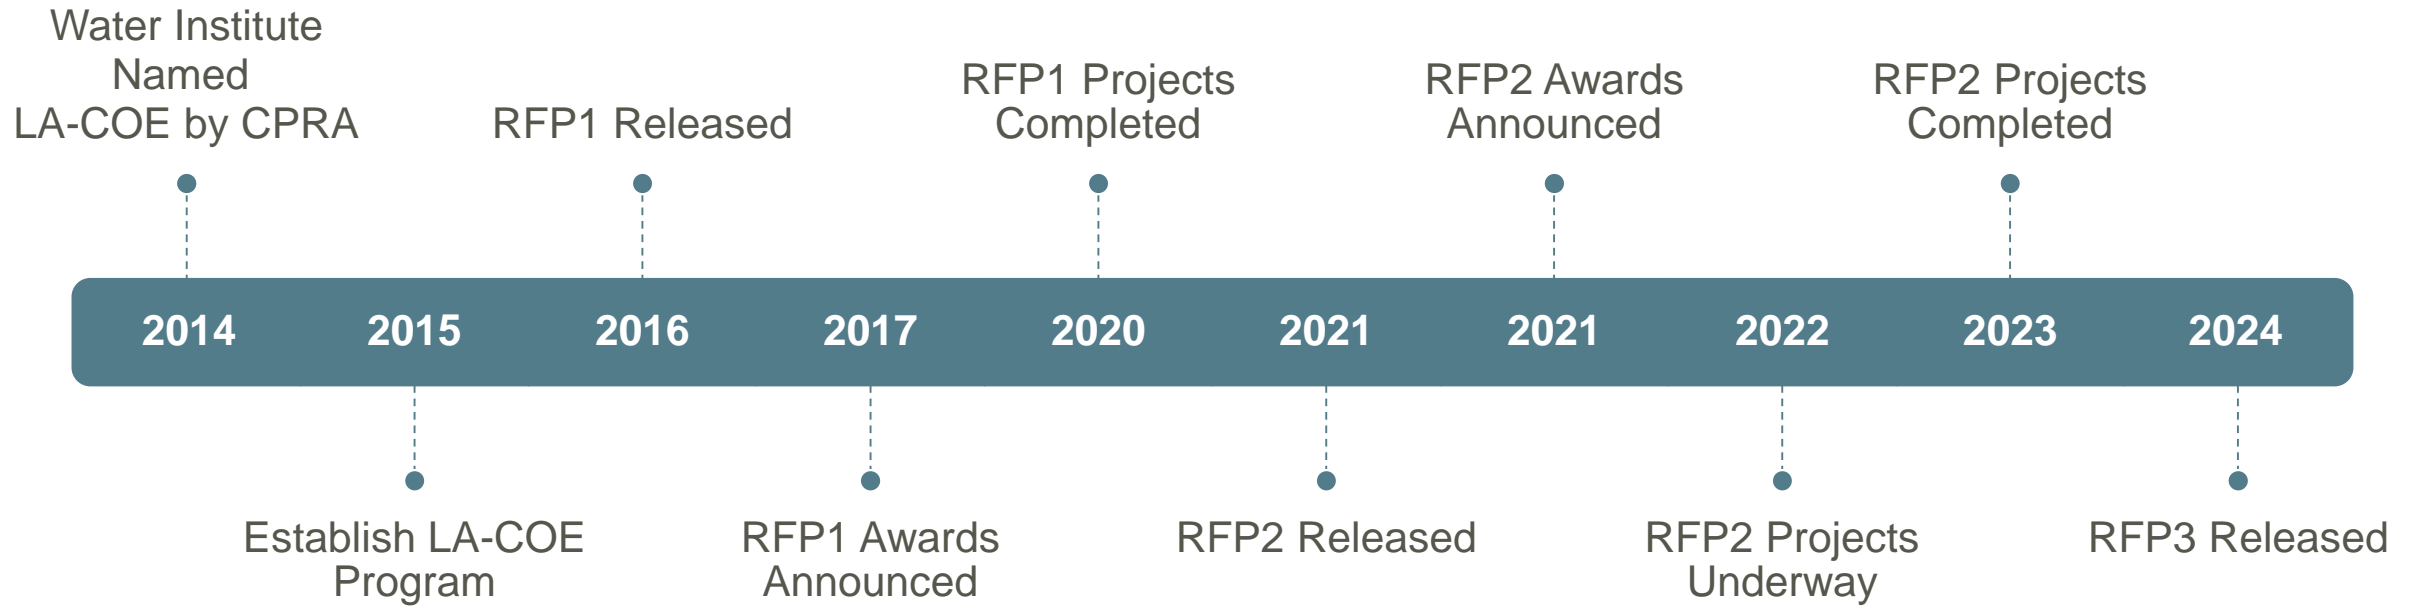 Water Institute
Named
LA-COE by CPRA
RFP1 Released
RFP1 Projects
Completed
RFP2 Awards
Announced
RFP2 Projects
Completed
2014
2015
2016
2017
2020
2021
2021
2022
2023
2024
Establish LA-COE
Program
RFP1 Awards
Announced
RFP2 Released
RFP2 Projects
Underway
RFP3 Released